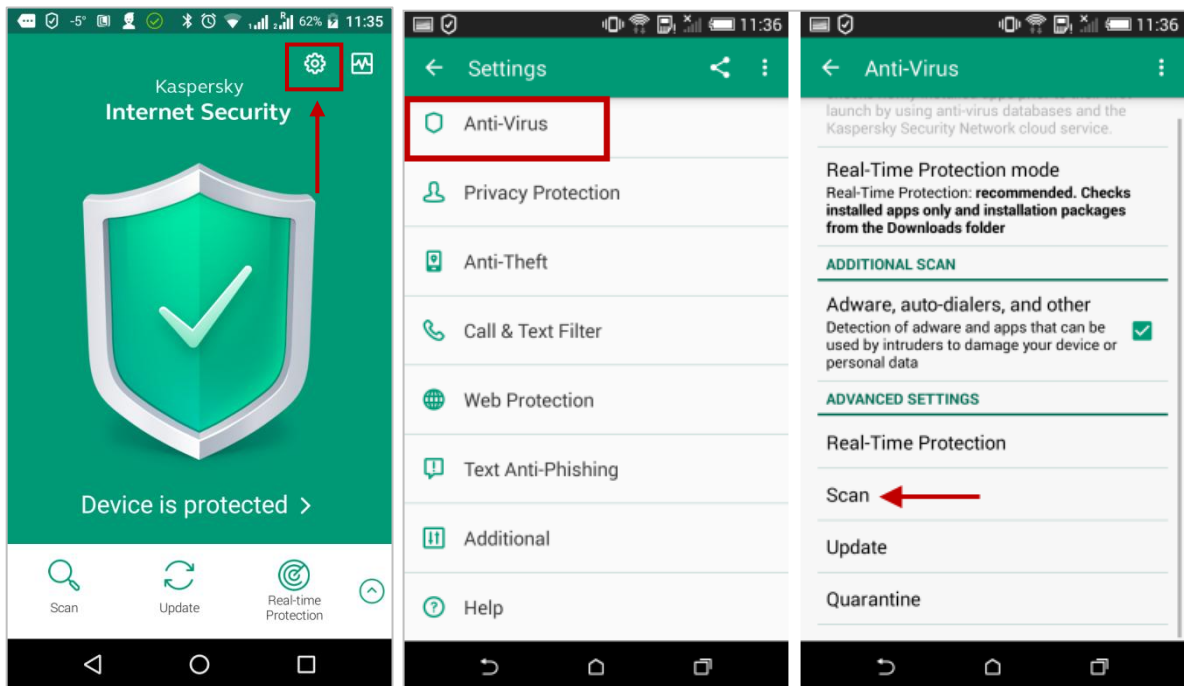 -5° 1 R 2 62% 11:35
Kaspersky
Internet Security
Device is protected >
Scan
Update
Real-time
Protection
11:36
Settings
Anti-Virus
Privacy Protection
Anti-Theft
Call & Text Filter
Web Protection
Text Anti-Phishing
Additional
Help
11:36
Anti-Virus
launch by using anti-virus databases and the
Kaspersky Security Network cloud service.
Real-Time Protection mode
Real-Time Protection: recommended. Checks
installed apps only and installation packages
from the Downloads folder
ADDITIONAL SCAN
Adware, auto-dialers, and other
Detection of adware and apps that can be
used by intruders to damage your device or
personal data
ADVANCED SETTINGS
Real-Time Protection
Scan
Update
Quarantine